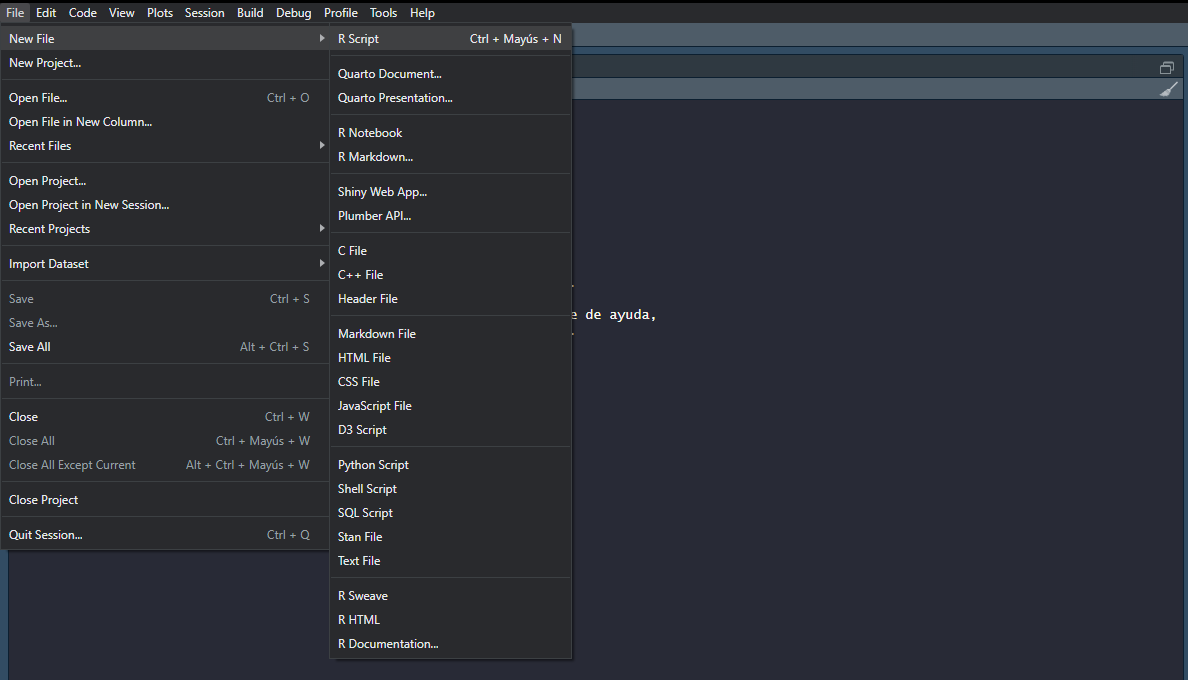 File Edit Code View Plots Session Build Debug Profile Tools Help
New File
New Project...
Open File... Ctrl + O
Open File in New Column...
Recent Files
Open Project...
Open Project in New Session...
Recent Projects
Import Dataset
Save Ctrl + S
Save As...
Save All Alt + Ctrl + S
Print...
Close Ctrl + W
Close All Ctrl + Mayús + W
Close All Except Current Alt + Ctrl + Mayús + W
Close Project
Quit Session... Ctrl + Q
R Script Ctrl + Mayús + N
Quarto Document...
Quarto Presentation...
R Notebook
R Markdown...
Shiny Web App...
Plumber API...
C File
C++ File
Header File
Markdown File
HTML File
CSS File
JavaScript File
D3 Script
Python Script
Shell Script
SQL Script
Stan File
Text File
R Sweave
R HTML
R Documentation...
e de ayuda,